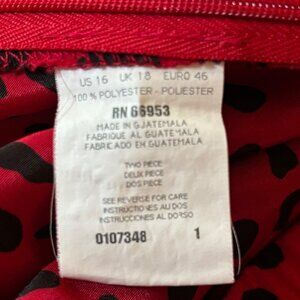 US 16 UK 18 EURO 46
100 % POLYESTER - POLIESTER
RN 66953
MADE IN GUATEMALA
FABRIQUE AU GUATEMALA
FABRICADO EN GUATEMALA
TWO PIECE
DEUX PIECE
DOS PIECE
SEE REVERSE FOR CARE
INSTRUCTIONS AU DOS
INSTRUCCIONES AL DORSO
0107348 1